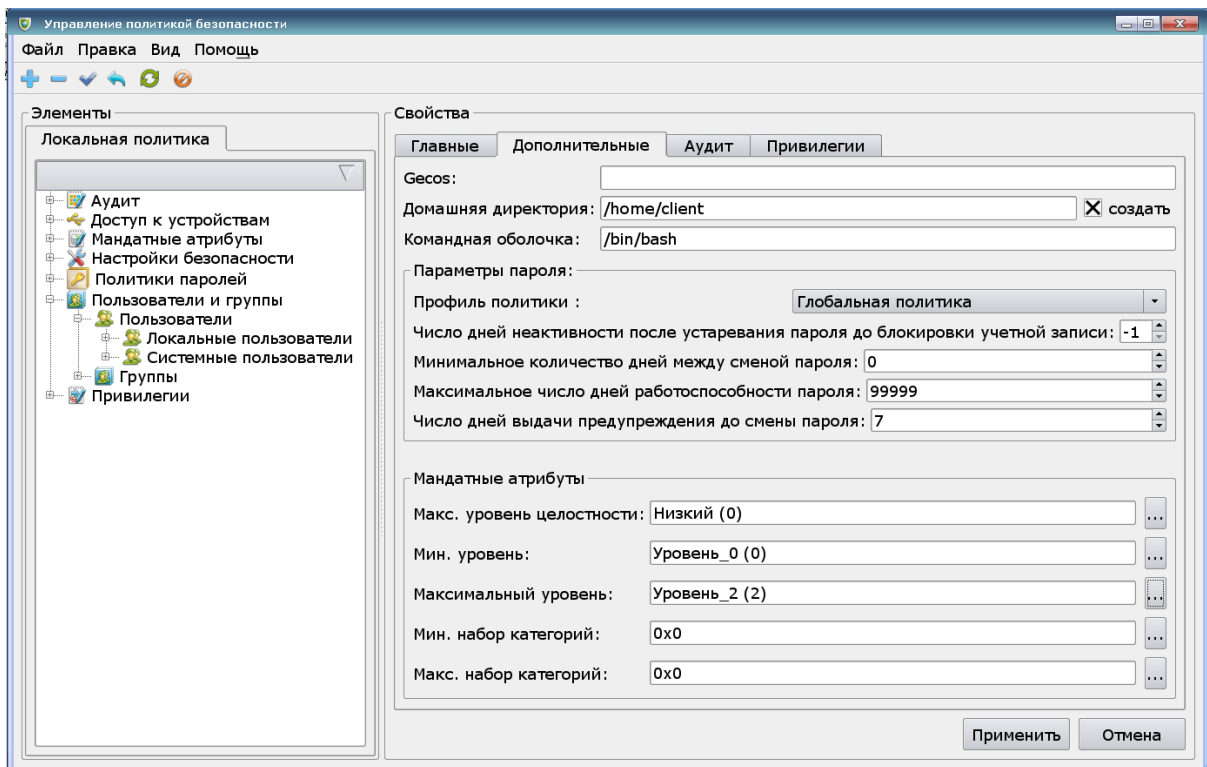 Управление политикой безопасности
Файл Правка Вид Помощь
Элементы
Локальная политика
Аудит
Доступ к устройствам
Мандатные атрибуты
Настройки безопасности
Политики паролей
Пользователи и группы
Пользователи
Локальные пользователи
Системные пользователи
Группы
Привилегии
Свойства
Главные Дополнительные Аудит Привилегии
Gecos:
Домашняя директория: /home/client создать
Командная оболочка: /bin/bash
Параметры пароля:
Профиль политики : Глобальная политика
Число дней неактивности после устаревания пароля до блокировки учетной записи: -1
Минимальное количество дней между сменой пароля: 0
Максимальное число дней работоспособности пароля: 99999
Число дней выдачи предупреждения до смены пароля: 7
Мандатные атрибуты
Макс. уровень целостности: Низкий (0) ...
Мин. уровень: Уровень_0 (0) ...
Максимальный уровень: Уровень_2 (2) ...
Мин. набор категорий: 0x0 ...
Макс. набор категорий: 0x0 ...
Применить Отмена